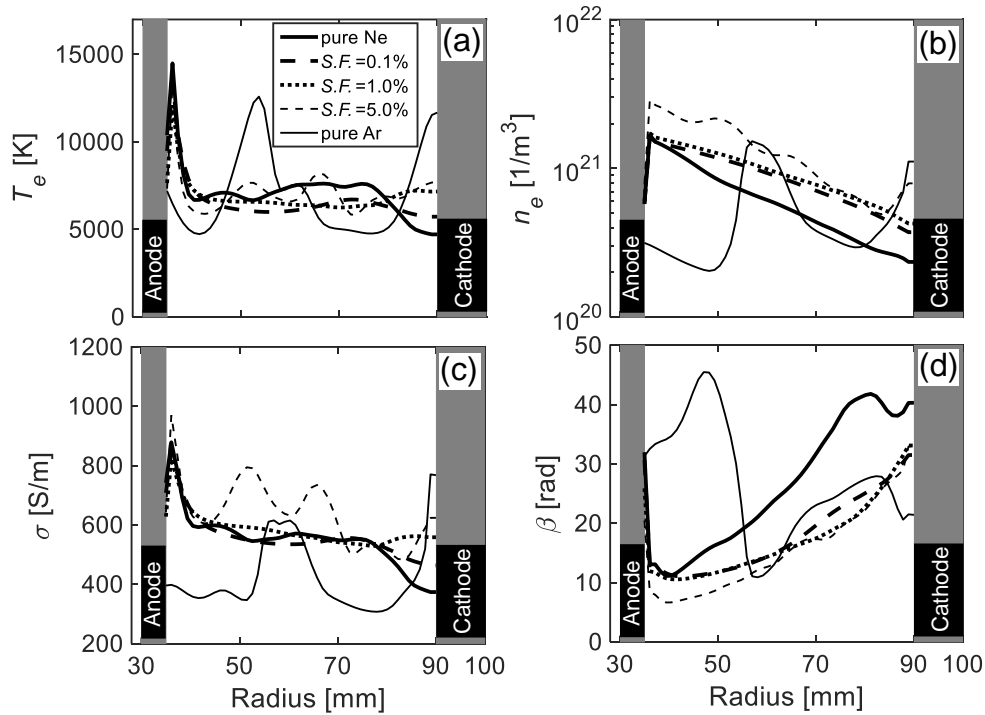 (a)
15000
10000
5000
0
T_e [K]
pure Ne
S.F.=0.1%
S.F.=1.0%
S.F.=5.0%
pure Ar
Anode
Cathode
(b)
10^22
10^21
10^20
n_e [1/m^3]
Anode
Cathode
(c)
1200
1000
800
600
400
200
σ [S/m]
Anode
Cathode
30 50 70 90 100
Radius [mm]
(d)
50
40
30
20
10
0
β [rad]
Anode
Cathode
30 50 70 90 100
Radius [mm]